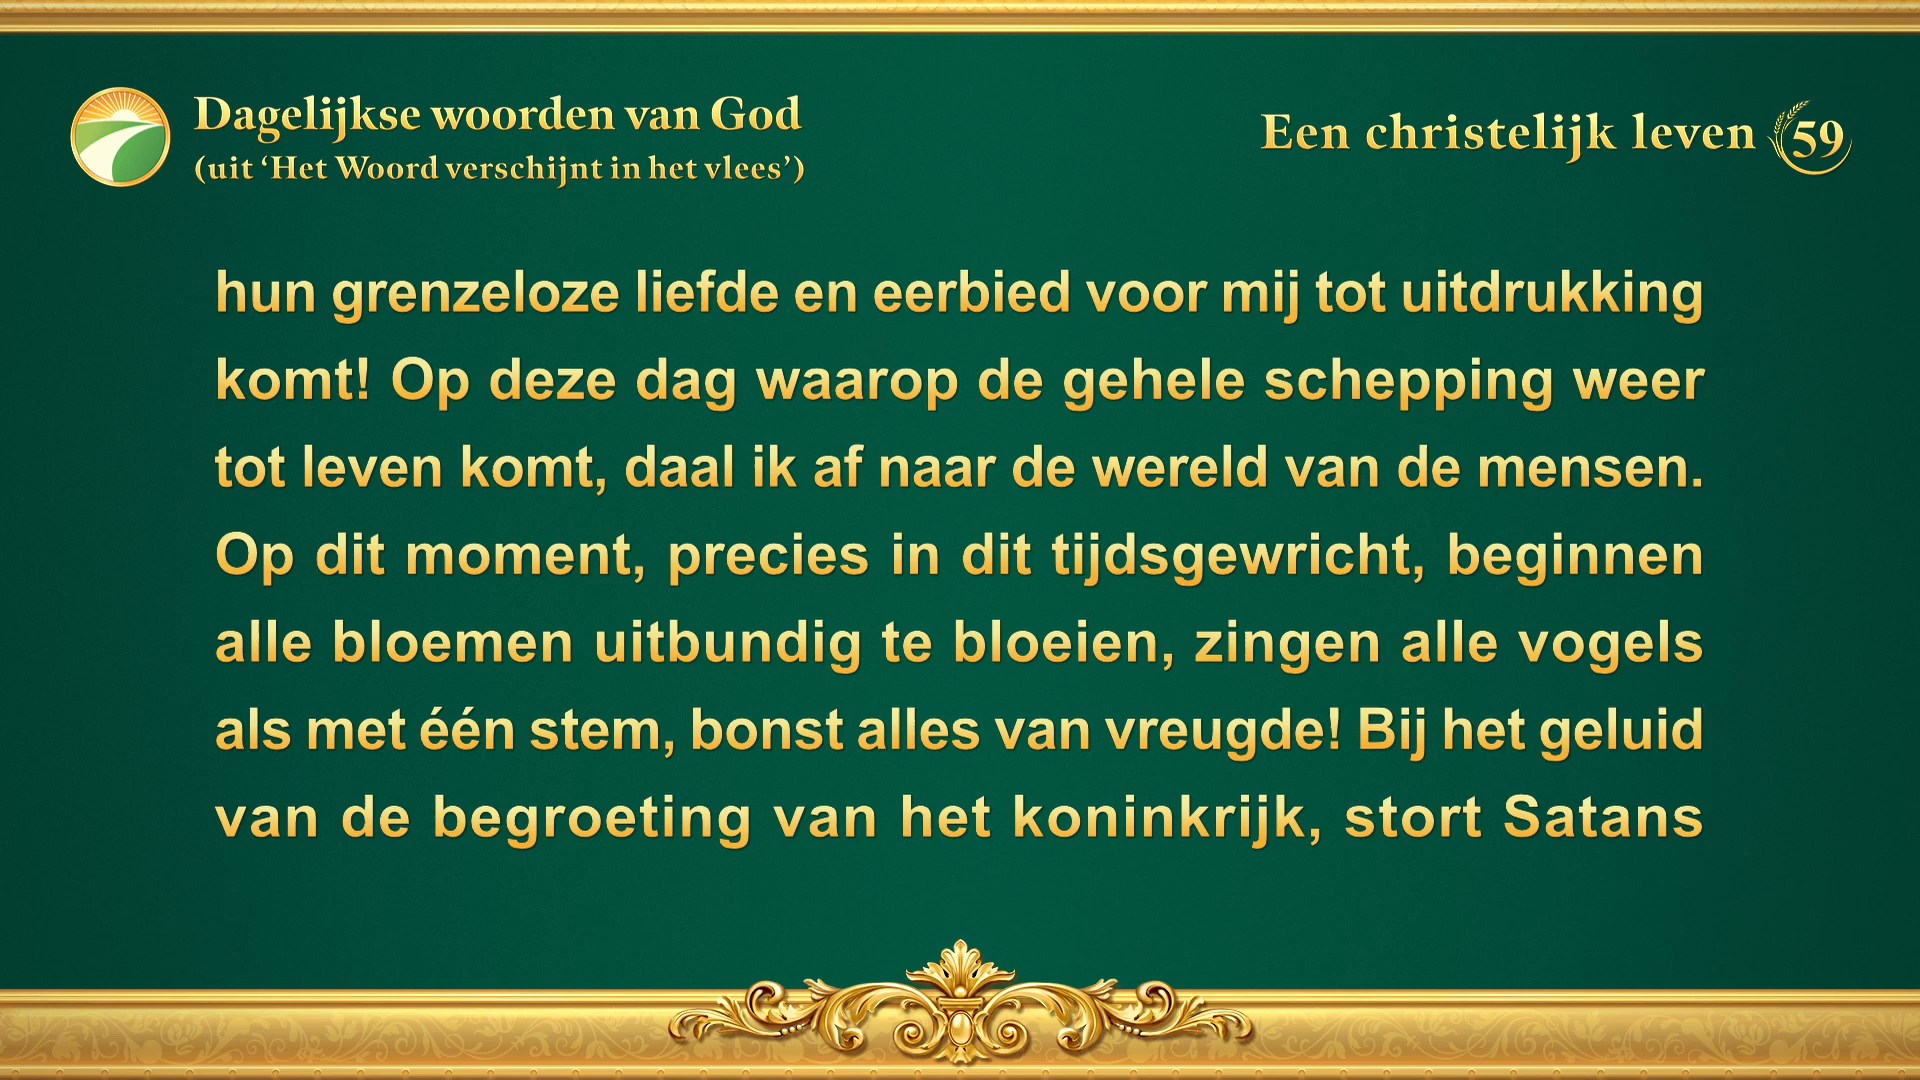 Dagelijkse woorden van God
(uit ‘Het Woord verschijnt in het vlees’)
Een christelijk leven 59
hun grenzeloze liefde en eerbied voor mij tot uitdrukking
komt! Op deze dag waarop de gehele schepping weer
tot leven komt, daal ik af naar de wereld van de mensen.
Op dit moment, precies in dit tijdsgewricht, beginnen
alle bloemen uitbundig te bloeien, zingen alle vogels
als met één stem, bonst alles van vreugde! Bij het geluid
van de begroeting van het koninkrijk, stort Satans